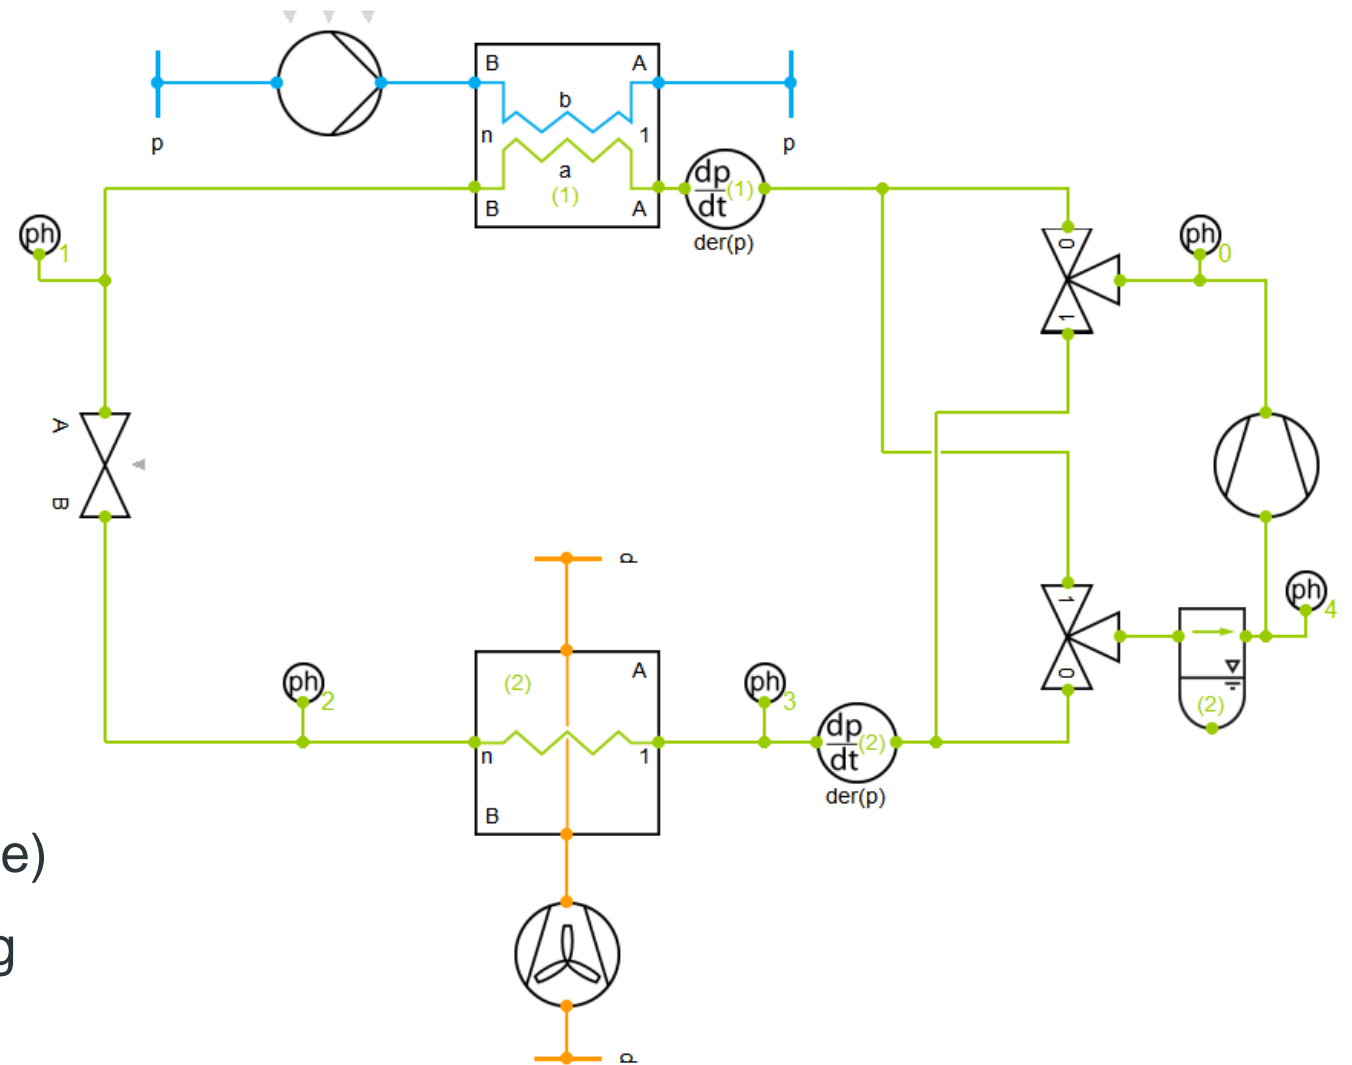 B A
b
p n 1 p
a
(1)
B A
dp
dt (1)
der(p)
ph 1
0
1
ph 0
A
B
p
1
0
ph 4
(2)
(2) A
n 1
B
ph 2
ph 3
dp
dt (2)
der(p)
e)
g
p